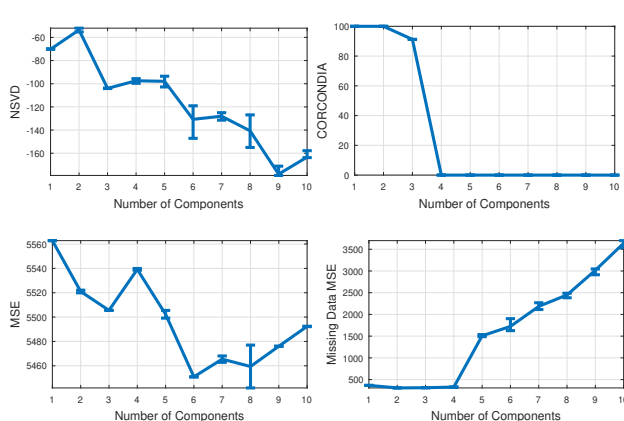 -60
-80
-100
-120
-140
-160
NSVD
1 2 3 4 5 6 7 8 9 10
Number of Components
100
80
60
40
20
0
CORCONDIA
1 2 3 4 5 6 7 8 9 10
Number of Components
5560
5540
5520
5500
5480
5460
MSE
1 2 3 4 5 6 7 8 9 10
Number of Components
3500
3000
2500
2000
1500
1000
500
Missing Data MSE
1 2 3 4 5 6 7 8 9 10
Number of Components